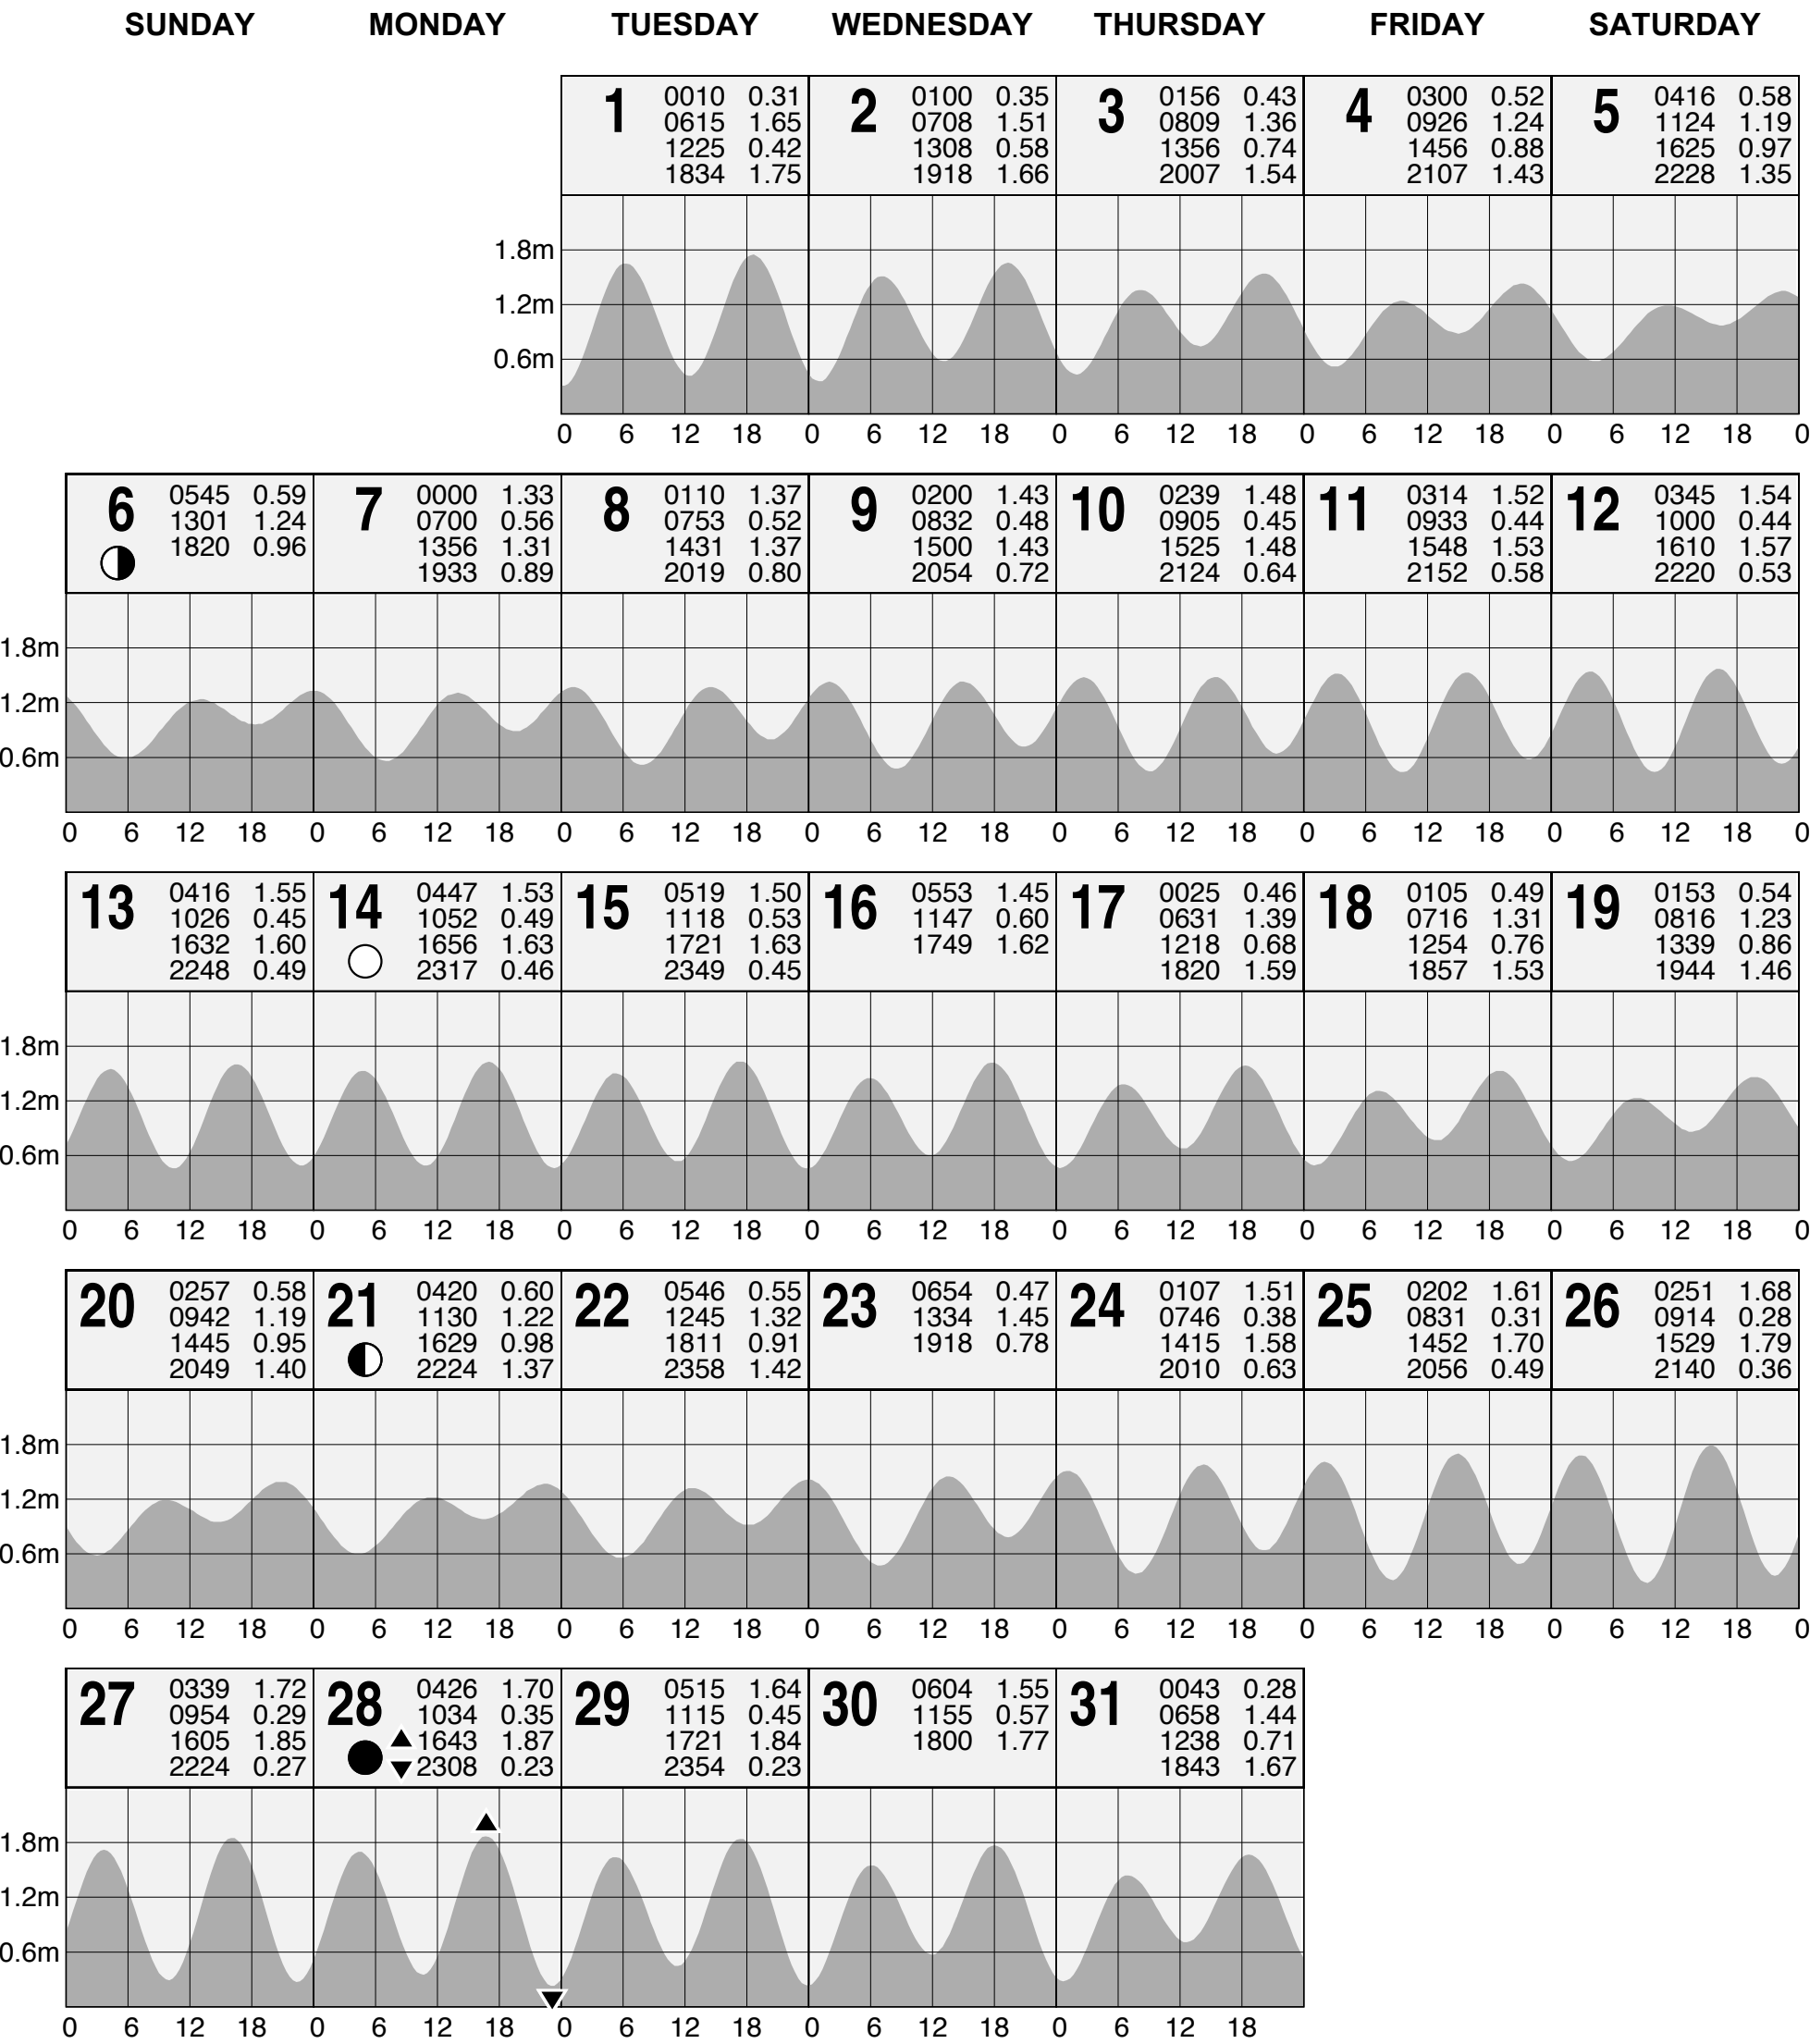 SUNDAY MONDAY TUESDAY WEDNESDAY THURSDAY FRIDAY SATURDAY
1 0010 0.31 2 0100 0.35 3 0156 0.43 4 0300 0.52 5 0416 0.58
0615 1.65 0708 1.51 0809 1.36 0926 1.24 1124 1.19
1225 0.42 1308 0.58 1356 0.74 1456 0.88 1625 0.97
1834 1.75 1918 1.66 2007 1.54 2107 1.43 2228 1.35
1.8m
1.2m
0.6m
0 6 12 18 0 6 12 18 0 6 12 18 0 6 12 18 0 6 12 18 0
6 0545 0.59 7 0000 1.33 8 0110 1.37 9 0200 1.43 10 0239 1.48 11 0314 1.52 12 0345 1.54
1301 1.24 0700 0.56 0753 0.52 0832 0.48 0905 0.45 0933 0.44 1000 0.44
1820 0.96 1356 1.31 1431 1.37 1500 1.43 1525 1.48 1548 1.53 1610 1.57
1933 0.89 2019 0.80 2054 0.72 2124 0.64 2152 0.58 2220 0.53
1.8m
1.2m
0.6m
0 6 12 18 0 6 12 18 0 6 12 18 0 6 12 18 0 6 12 18 0 6 12 18 0 6 12 18 0
13 0416 1.55 14 0447 1.53 15 0519 1.50 16 0553 1.45 17 0025 0.46 18 0105 0.49 19 0153 0.54
1026 0.45 1052 0.49 1118 0.53 1147 0.60 0631 1.39 0716 1.31 0816 1.23
1632 1.60 1656 1.63 1721 1.63 1749 1.62 1218 0.68 1254 0.76 1339 0.86
2248 0.49 2317 0.46 2349 0.45 1820 1.59 1857 1.53 1944 1.46
1.8m
1.2m
0.6m
0 6 12 18 0 6 12 18 0 6 12 18 0 6 12 18 0 6 12 18 0 6 12 18 0 6 12 18 0
20 0257 0.58 21 0420 0.60 22 0546 0.55 23 0654 0.47 24 0107 1.51 25 0202 1.61 26 0251 1.68
0942 1.19 1130 1.22 1245 1.32 1334 1.45 0746 0.38 0831 0.31 0914 0.28
1445 0.95 1629 0.98 1811 0.91 1918 0.78 1415 1.58 1452 1.70 1529 1.79
2049 1.40 2224 1.37 2358 1.42 2010 0.63 2056 0.49 2140 0.36
1.8m
1.2m
0.6m
0 6 12 18 0 6 12 18 0 6 12 18 0 6 12 18 0 6 12 18 0 6 12 18 0 6 12 18 0
27 0339 1.72 28 0426 1.70 29 0515 1.64 30 0604 1.55 31 0043 0.28
0954 0.29 1034 0.35 1115 0.45 1155 0.57 0658 1.44
1605 1.85 1643 1.87 1721 1.84 1800 1.77 1238 0.71
2224 0.27 2308 0.23 2354 0.23 1843 1.67
1.8m
1.2m
0.6m
0 6 12 18 0 6 12 18 0 6 12 18 0 6 12 18 0 6 12 18